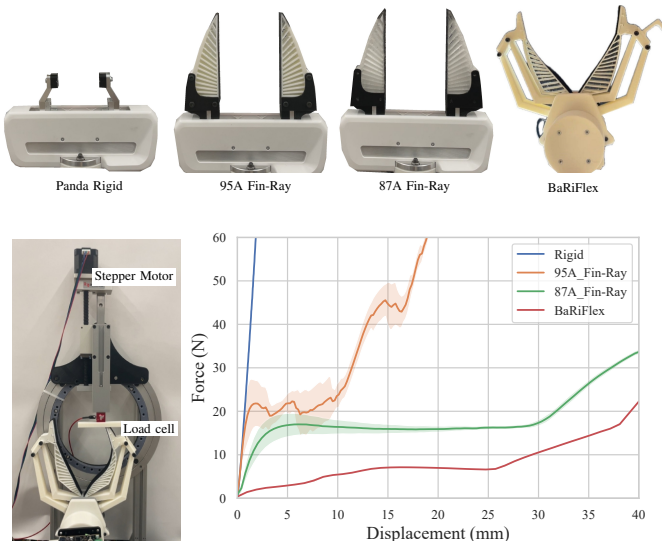 Panda Rigid
95A Fin-Ray
87A Fin-Ray
BaRiFlex
Stepper Motor
Load cell
60
50
40
30
20
10
0
Force (N)
Rigid
95A_Fin-Ray
87A_Fin-Ray
BaRiFlex
0 5 10 15 20 25 30 35 40
Displacement (mm)